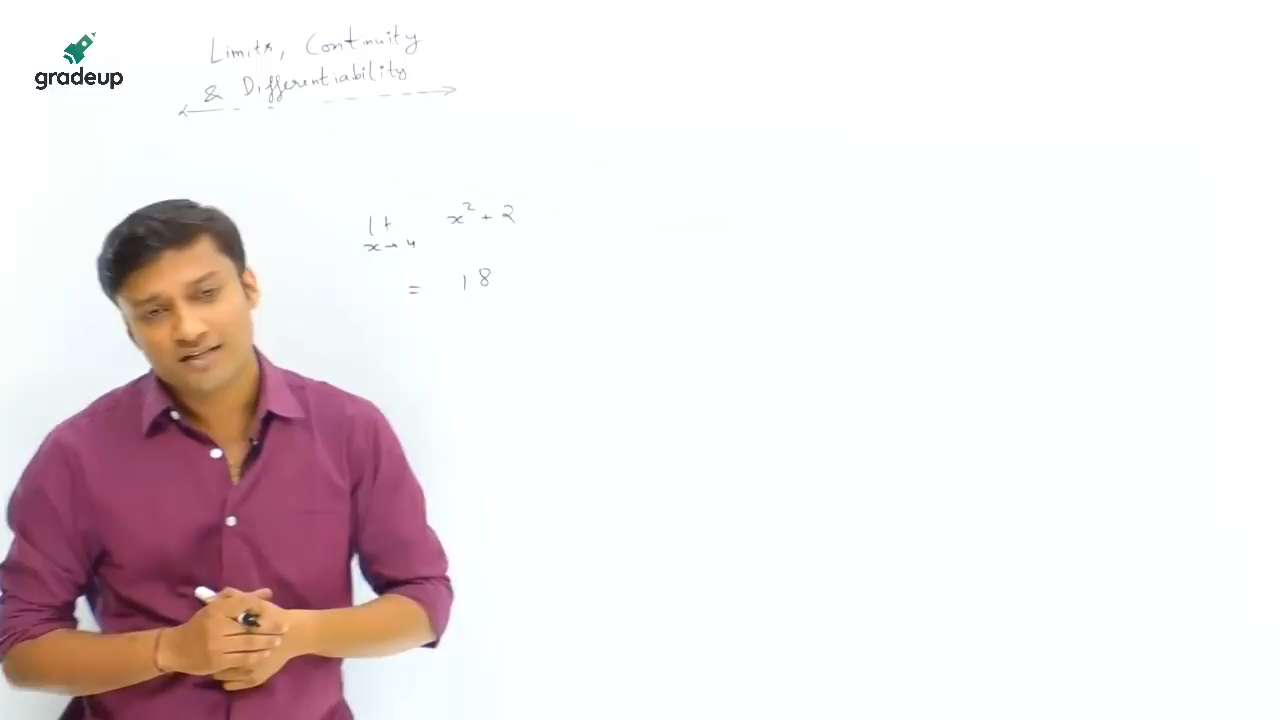 gradeup
Limits, Continuity
& Differentiability
lt x² + 2
x→4
= 18